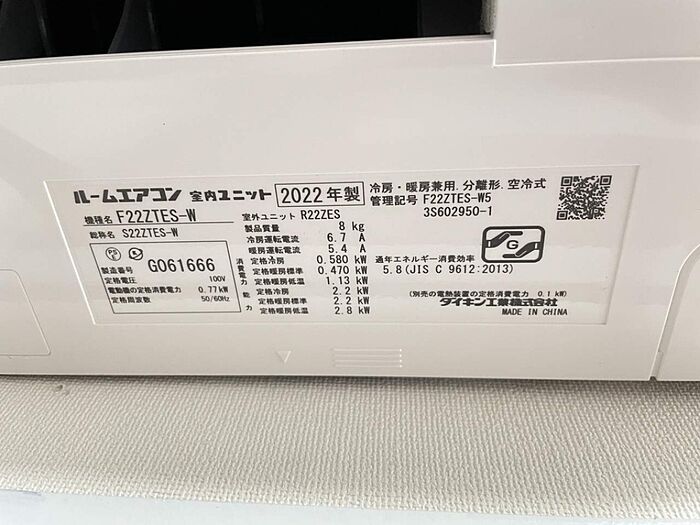 ルームエアコン 室内ユニット 2022年製
冷房・暖房兼用.分離形.空冷式
管理記号 F22ZTES-W5
3S602950-1
機種名 F22ZTES-W
総称名 S22ZTES-W
製造番号 G061666
定格電圧 100V
電動機の定格消費電力 0.77kW
定格周波数 50/60Hz
室外ユニット R22ZES
製品質量 8 kg
冷房運転電流 6.7 A
暖房運転電流 5.4 A
消費電力
定格冷房 0.580 kW
定格暖房標準 0.470 kW
定格暖房低温 1.13 kW
能力
定格冷房 2.2 kW
定格暖房標準 2.2 kW
定格暖房低温 2.8 kW
G
通年エネルギー消費効率
5.8(JIS C 9612:2013)
(別売の電熱装置の定格消費電力 0.1kW)
ダイキン工業株式会社
MADE IN CHINA